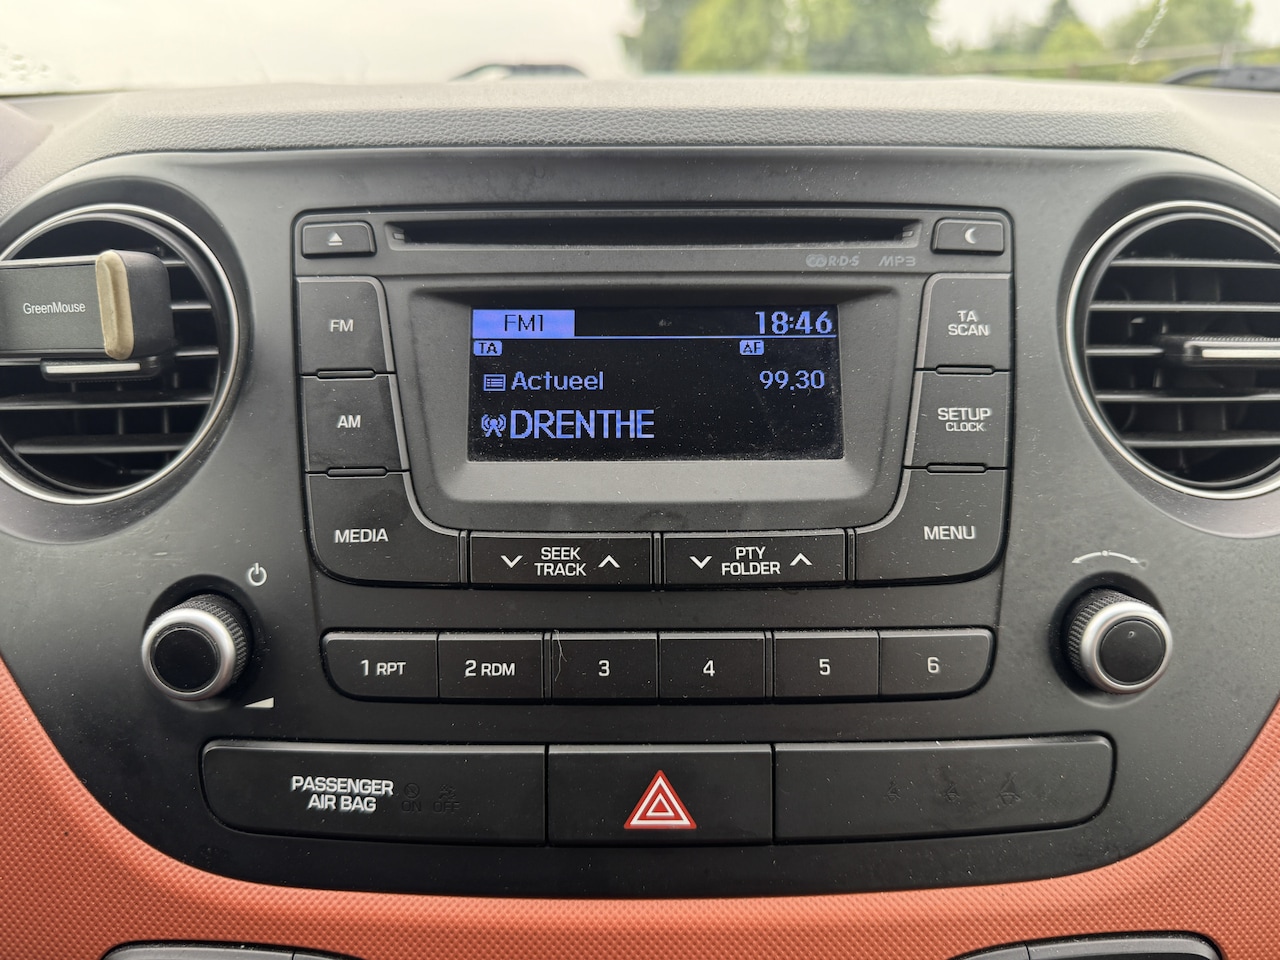 GreenMouse
RDS MP3
FM
AM
MEDIA
FM1 18:46
TA AF
Actueel 99.30
DRENTHE
TA
SCAN
SETUP
CLOCK
MENU
SEEK
TRACK
PTY
FOLDER
1 RPT
2 RDM
3
4
5
6
PASSENGER
AIR BAG
ON OFF